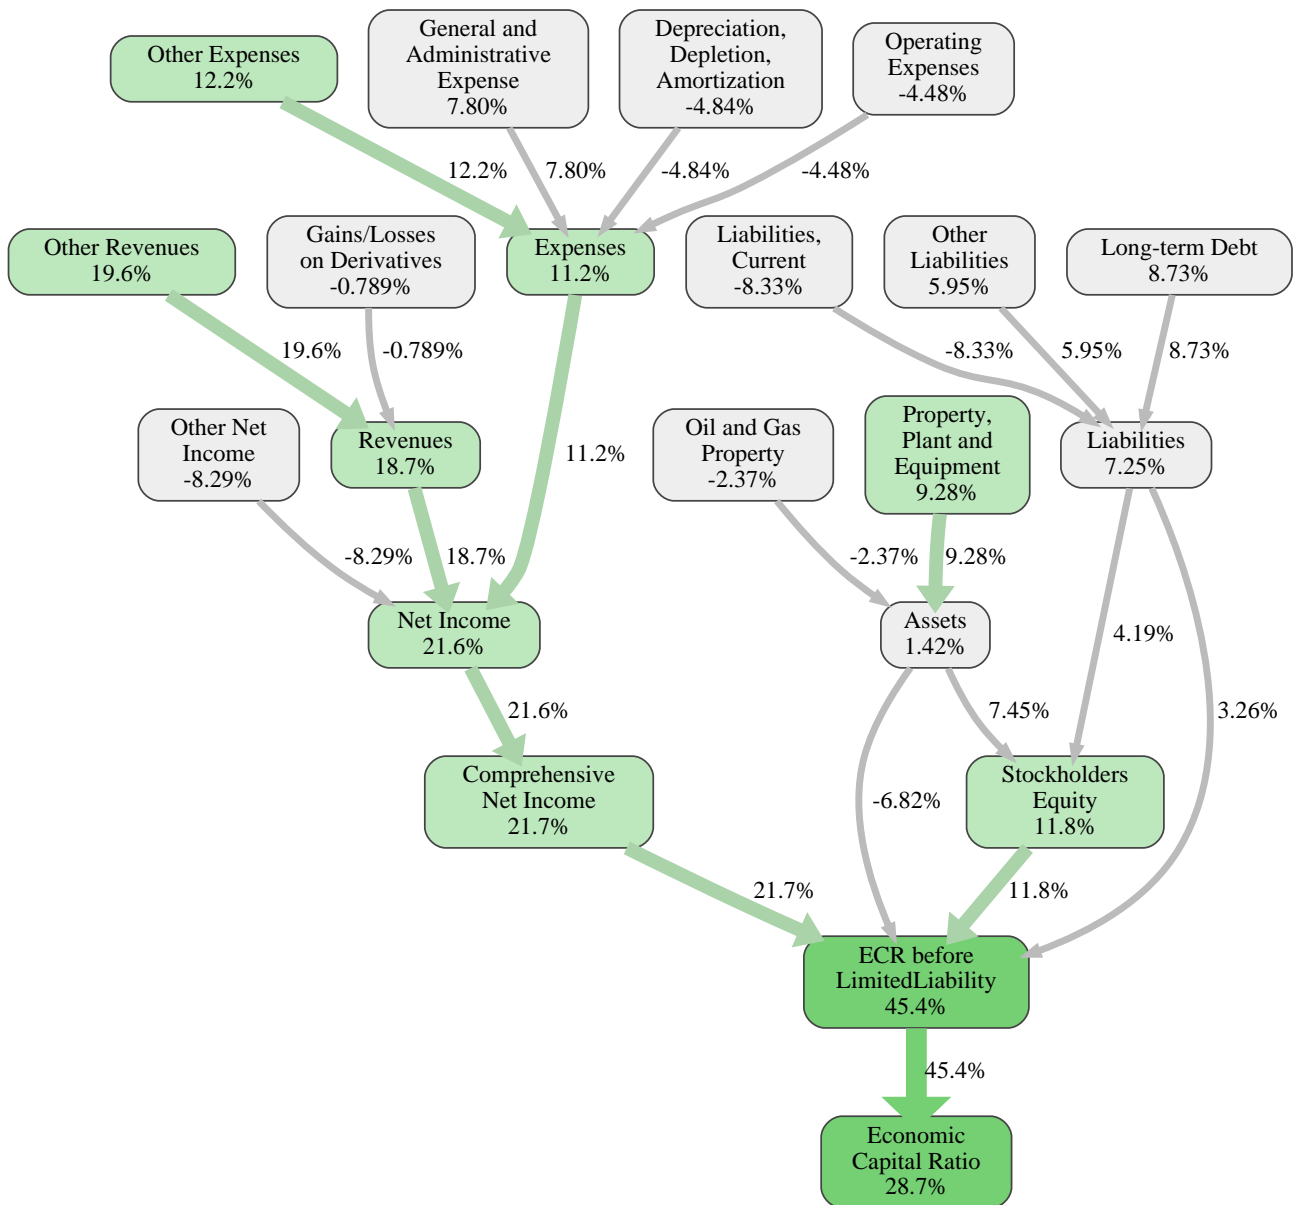 Other Expenses
12.2%
General and
Administrative
Expense
7.80%
Depreciation,
Depletion,
Amortization
-4.84%
Operating
Expenses
-4.48%
12.2%
7.80%
-4.84%
-4.48%
Other Revenues
19.6%
Gains/Losses
on Derivatives
-0.789%
Expenses
11.2%
Liabilities,
Current
-8.33%
Other
Liabilities
5.95%
Long-term Debt
8.73%
19.6%
-0.789%
-8.33%
5.95%
8.73%
Other Net
Income
-8.29%
Revenues
18.7%
11.2%
Oil and Gas
Property
-2.37%
Property,
Plant and
Equipment
9.28%
Liabilities
7.25%
-8.29%
18.7%
-2.37%
9.28%
Net Income
21.6%
Assets
1.42%
4.19%
21.6%
7.45%
3.26%
Comprehensive
Net Income
21.7%
-6.82%
Stockholders
Equity
11.8%
21.7%
11.8%
ECR before
LimitedLiability
45.4%
45.4%
Economic
Capital Ratio
28.7%